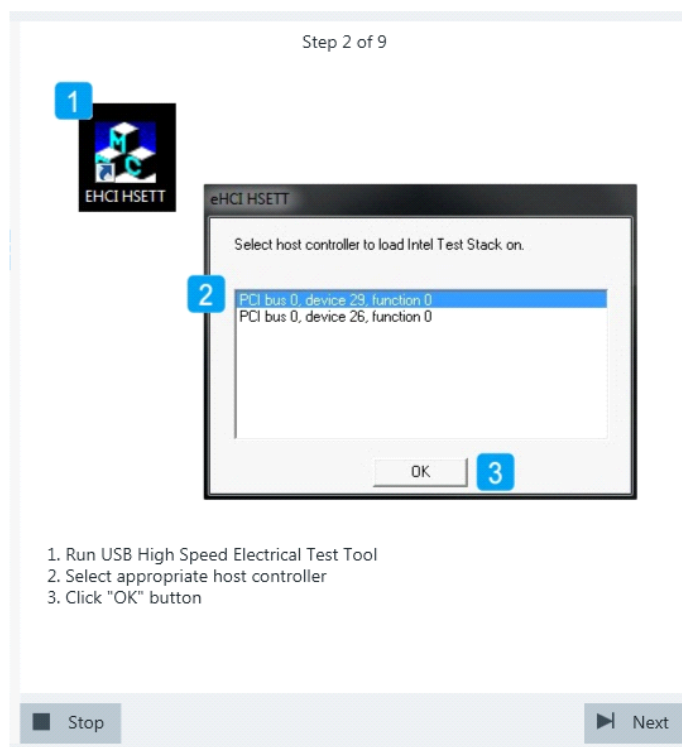 Step 2 of 9
1
M
C
EHCI HSETT
eHCI HSETT
Select host controller to load Intel Test Stack on.
2
PCI bus 0, device 29, function 0
PCI bus 0, device 26, function 0
OK
3
1. Run USB High Speed Electrical Test Tool
2. Select appropriate host controller
3. Click "OK" button
Stop
Next